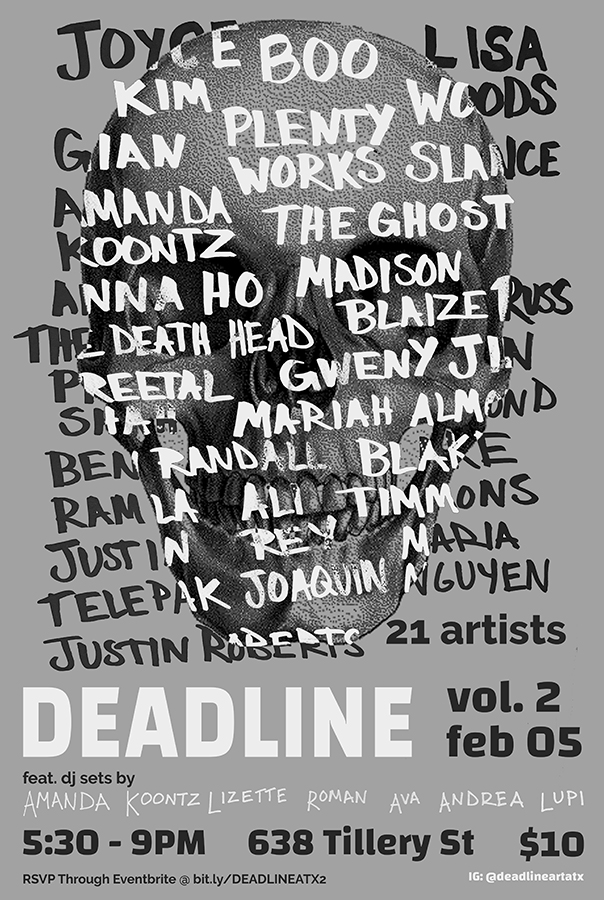 JOYCE BOO LISA
KIM PLENTY WOODS
GIAN WORKS SLANCE
AMANDA THE GHOST
KOONTZ MADISON
ANNA HO BLAIZE TRUSS
THE DEATH HEAD GWENY JIN
PREETAL MARIAH ALMOND
SHAH RANDALL BLAKE
BEN ALI TIMMONS
RAMLA REY MARIA
JUSTIN JOAQUIN NGUYEN
TELEPAK
JUSTIN ROBERTS 21 artists
DEADLINE vol. 2
feb 05
feat. dj sets by
AMANDA KOONTZ LIZETTE ROMAN AVA ANDREA LUPI
5:30 - 9PM 638 Tillery St $10
RSVP Through Eventbrite @ bit.ly/DEADLINEATX2 IG: @deadlineartatx